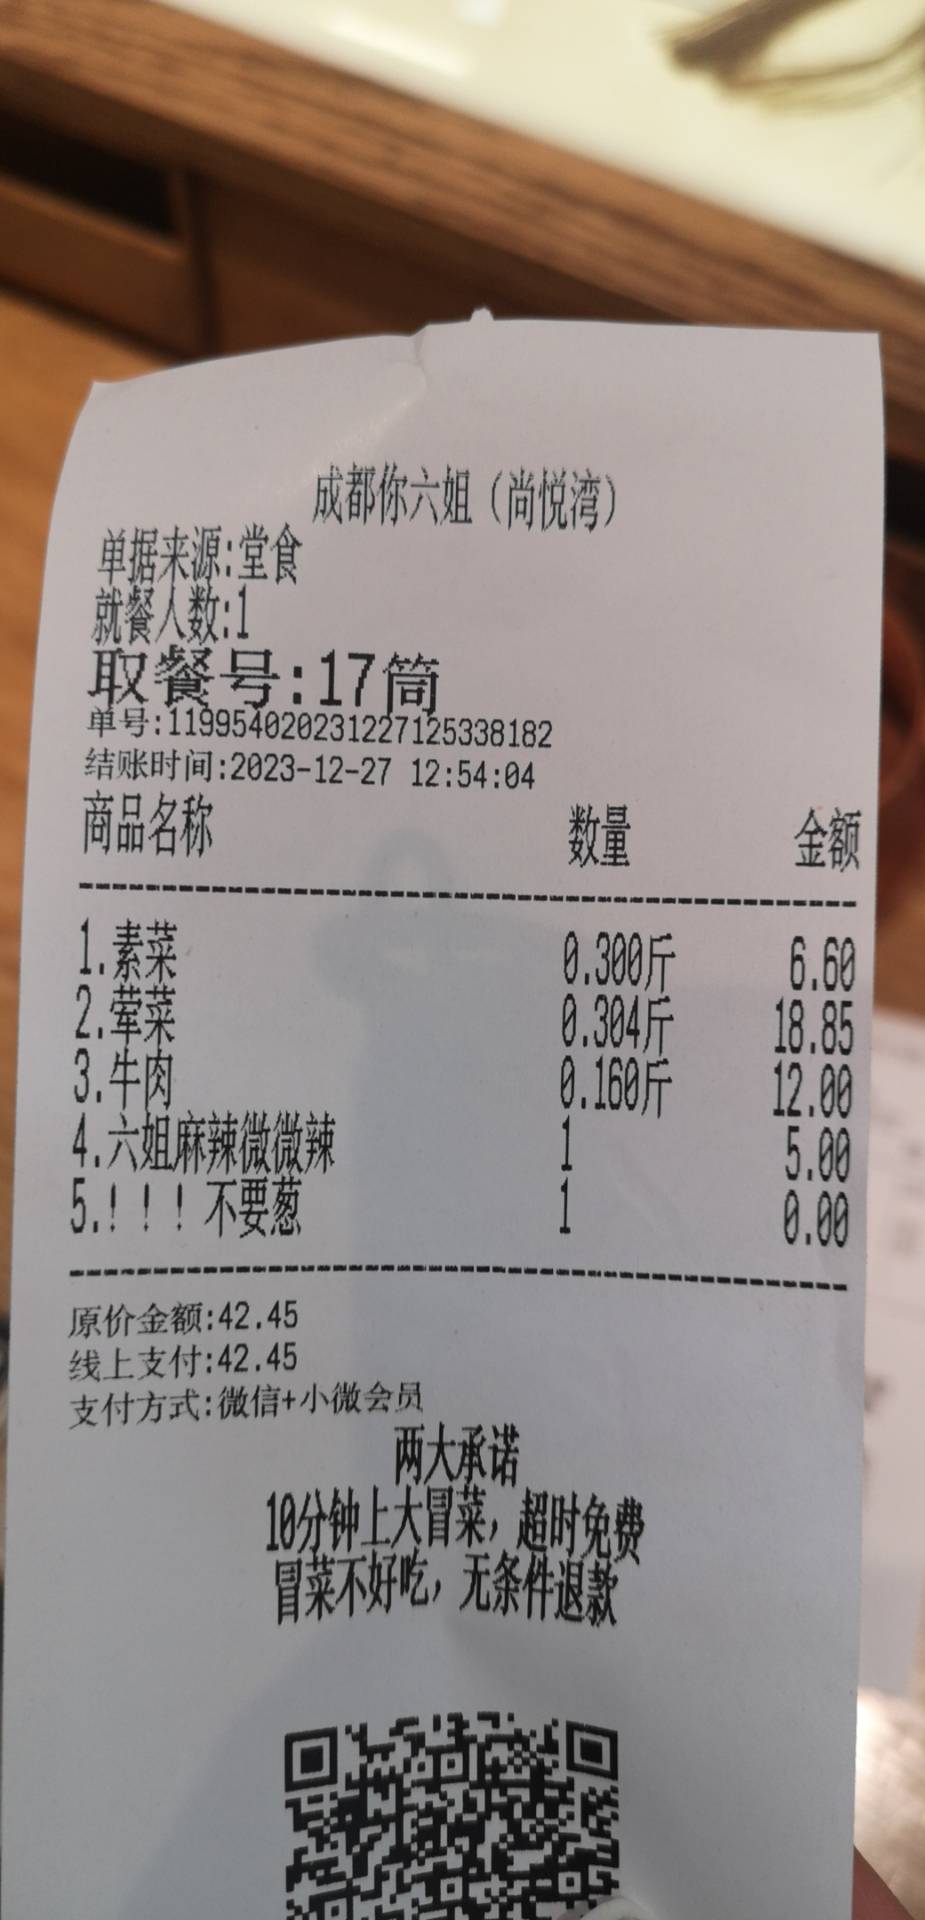 成都你六姐（尚悦湾）
单据来源:堂食
就餐人数:1
取餐号:17筒
单号:119954020231227125338182
结账时间:2023-12-27 12:54:04
商品名称 数量 金额
1.素菜 0.300斤 6.60
2.荤菜 0.304斤 18.85
3.牛肉 0.160斤 12.00
4.六姐麻辣微微辣 1 5.00
5.！！！不要葱 1 0.00
原价金额:42.45
线上支付:42.45
支付方式:微信+小微会员
两大承诺
10分钟上大冒菜，超时免费
冒菜不好吃，无条件退款